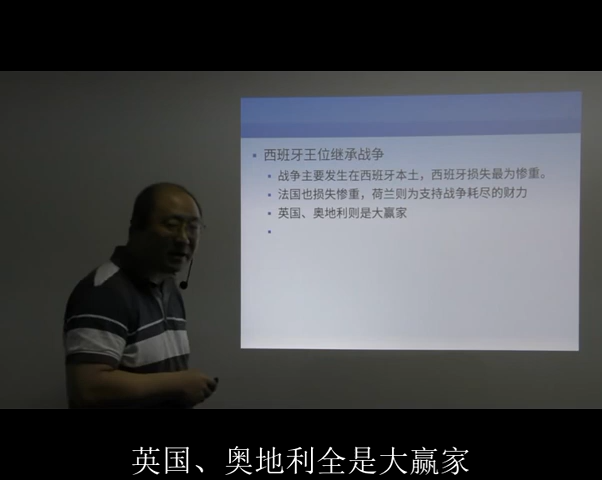 西班牙王位继承战争
战争主要发生在西班牙本土，西班牙损失最为惨重。
法国也损失惨重，荷兰则为支持战争耗尽的财力
英国、奥地利则是大赢家
英国、奥地利全是大赢家